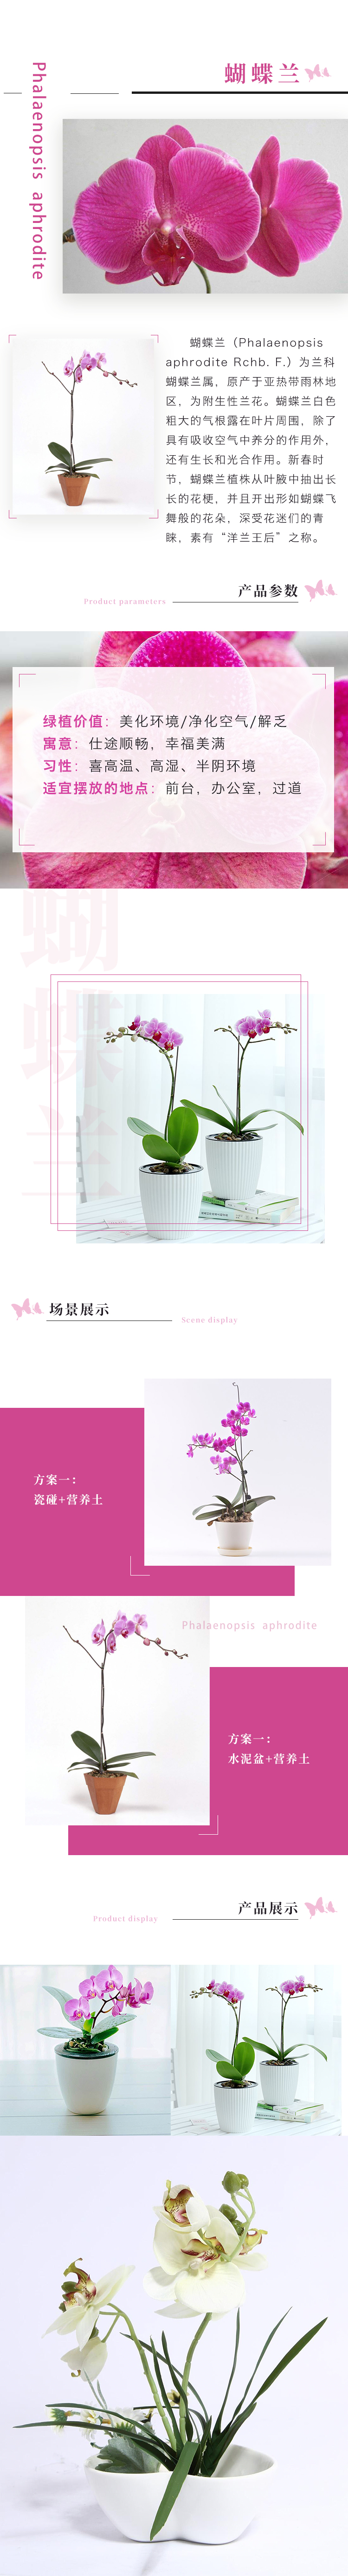 蝴蝶兰
Phalaenopsis aphrodite
蝴蝶兰（Phalaenopsis
aphrodite Rchb. F.）为兰科
蝴蝶兰属，原产于亚热带雨林地
区，为附生性兰花。蝴蝶兰白色
粗大的气根露在叶片周围，除了
具有吸收空气中养分的作用外，
还有生长和光合作用。新春时
节，蝴蝶兰植株从叶腋中抽出长
长的花梗，并且开出形如蝴蝶飞
舞般的花朵，深受花迷们的青
睐，素有“洋兰王后”之称。
产品参数
Product parameters
绿植价值：美化环境/净化空气/解乏
寓意：仕途顺畅，幸福美满
习性：喜高温、高湿、半阴环境
适宜摆放的地点：前台，办公室，过道
蝴蝶兰
场景展示
Scene display
方案一：
瓷碰+营养土
Phalaenopsis aphrodite
方案一：
水泥盆+营养土
产品展示
Product display